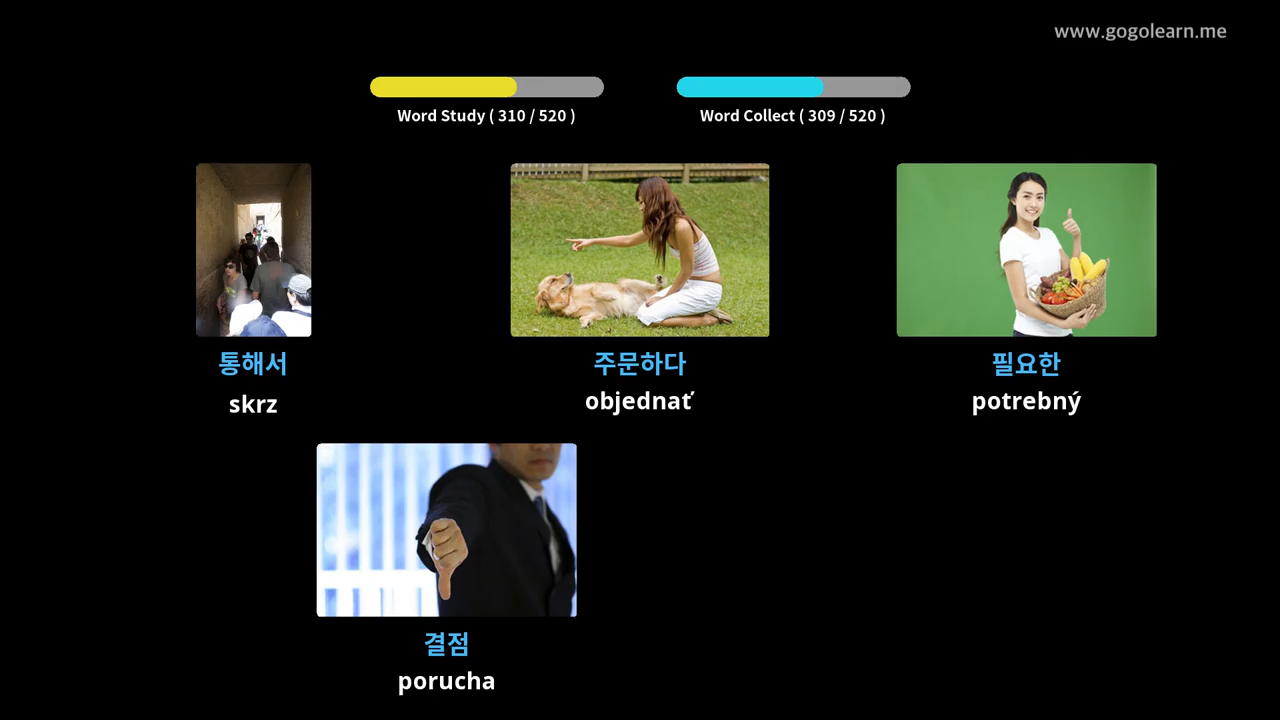 www.gogolearn.me
Word Study ( 310 / 520 )
Word Collect ( 309 / 520 )
통해서
skrz
주문하다
objednať
필요한
potrebný
결점
porucha